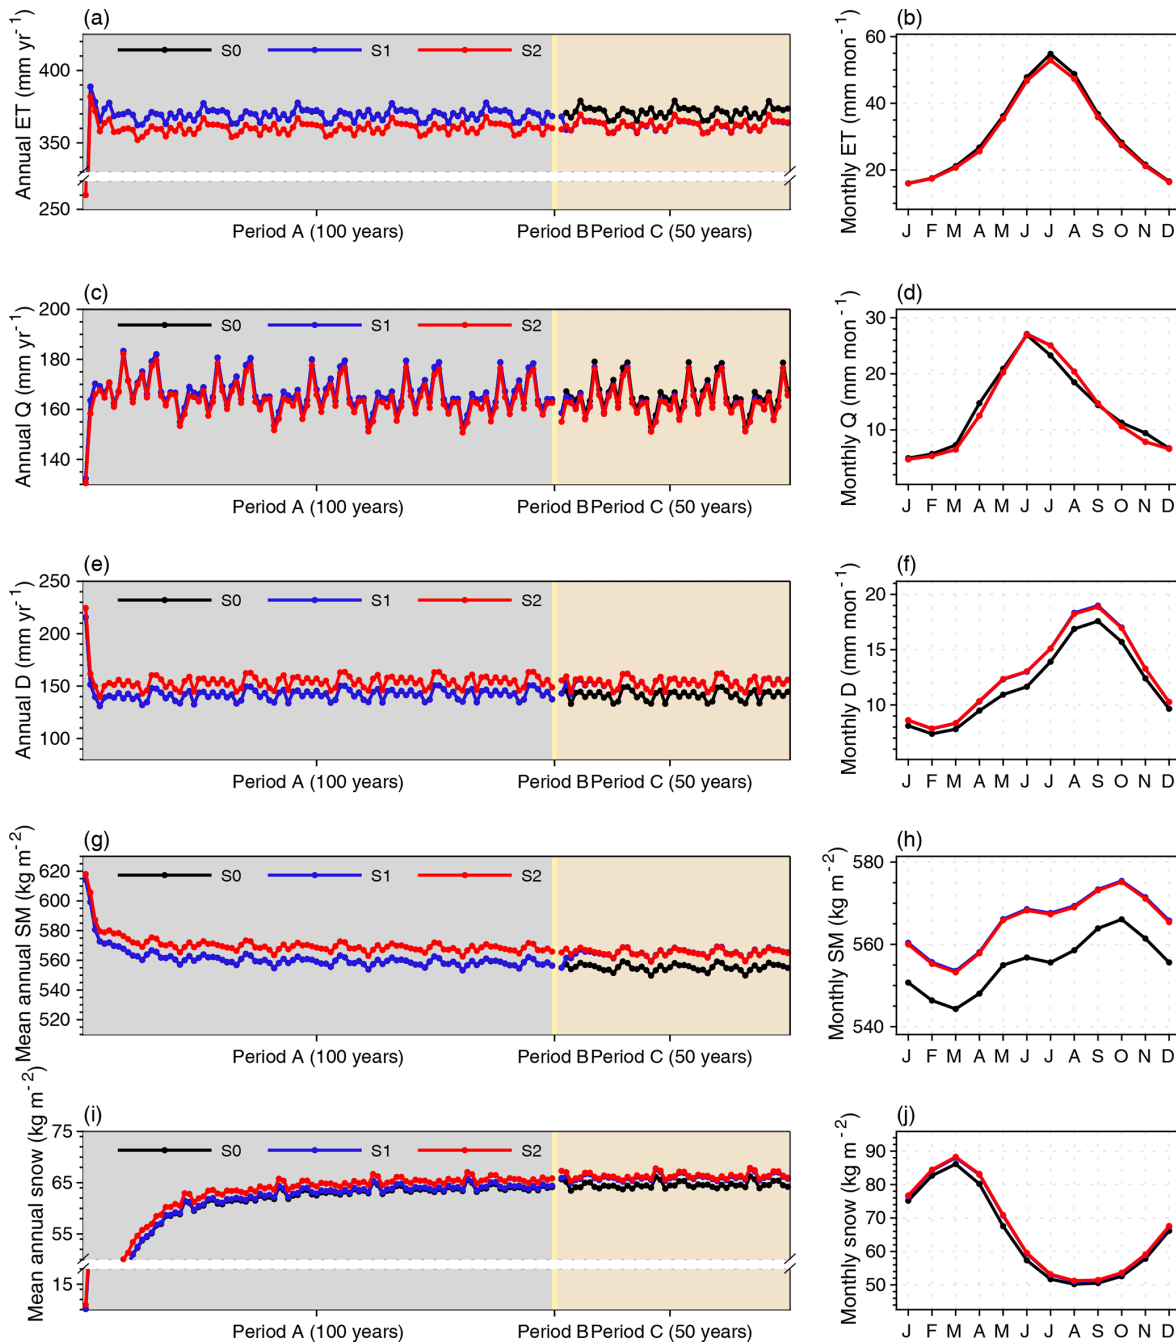 (a)
(b)
Annual ET (mm yr⁻¹)
S0 S1 S2
400
360
250
Period A (100 years) Period B Period C (50 years)
Monthly ET (mm mon⁻¹)
60
40
20
J F M A M J J A S O N D
(c)
(d)
Annual Q (mm yr⁻¹)
S0 S1 S2
200
180
160
140
Period A (100 years) Period B Period C (50 years)
Monthly Q (mm mon⁻¹)
30
20
10
J F M A M J J A S O N D
(e)
(f)
Annual D (mm yr⁻¹)
S0 S1 S2
250
200
150
100
Period A (100 years) Period B Period C (50 years)
Monthly D (mm mon⁻¹)
20
15
10
J F M A M J J A S O N D
(g)
(h)
Mean annual SM (kg m⁻²)
S0 S1 S2
620
600
580
560
540
520
Period A (100 years) Period B Period C (50 years)
Monthly SM (kg m⁻²)
580
560
540
J F M A M J J A S O N D
(i)
(j)
Mean annual snow (kg m⁻²)
S0 S1 S2
75
65
55
15
Period A (100 years) Period B Period C (50 years)
Monthly snow (kg m⁻²)
90
80
70
60
50
J F M A M J J A S O N D